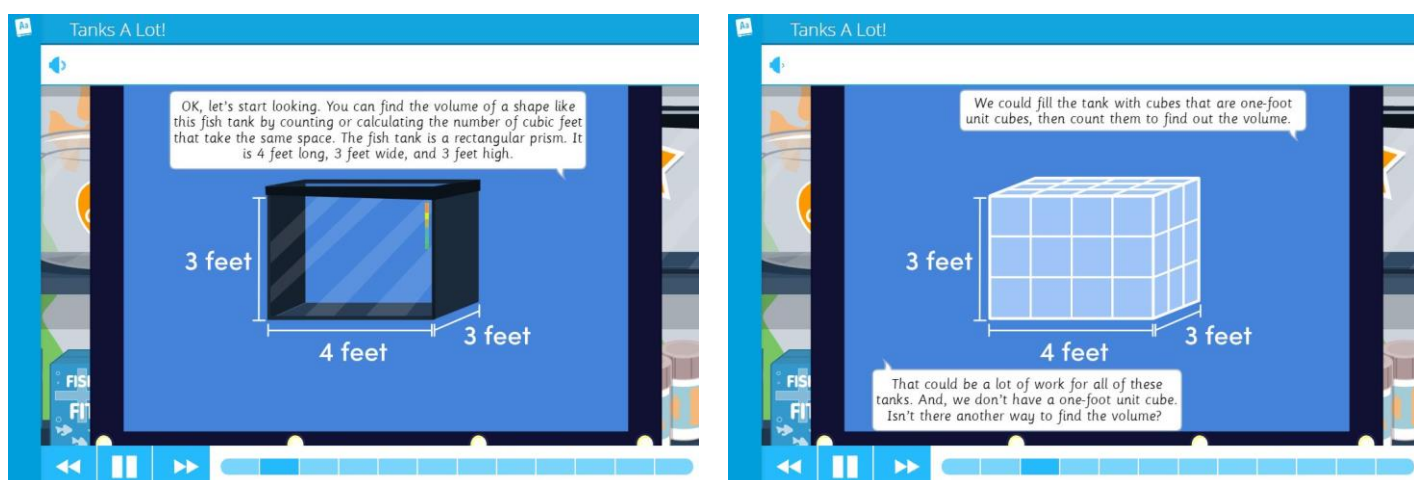 Aa
Tanks A Lot!
OK, let's start looking. You can find the volume of a shape like
this fish tank by counting or calculating the number of cubic feet
that take the same space. The fish tank is a rectangular prism. It
is 4 feet long, 3 feet wide, and 3 feet high.
3 feet
4 feet
3 feet
Aa
Tanks A Lot!
We could fill the tank with cubes that are one-foot
unit cubes, then count them to find out the volume.
3 feet
4 feet
3 feet
That could be a lot of work for all of these
tanks. And, we don't have a one-foot unit cube.
Isn't there another way to find the volume?